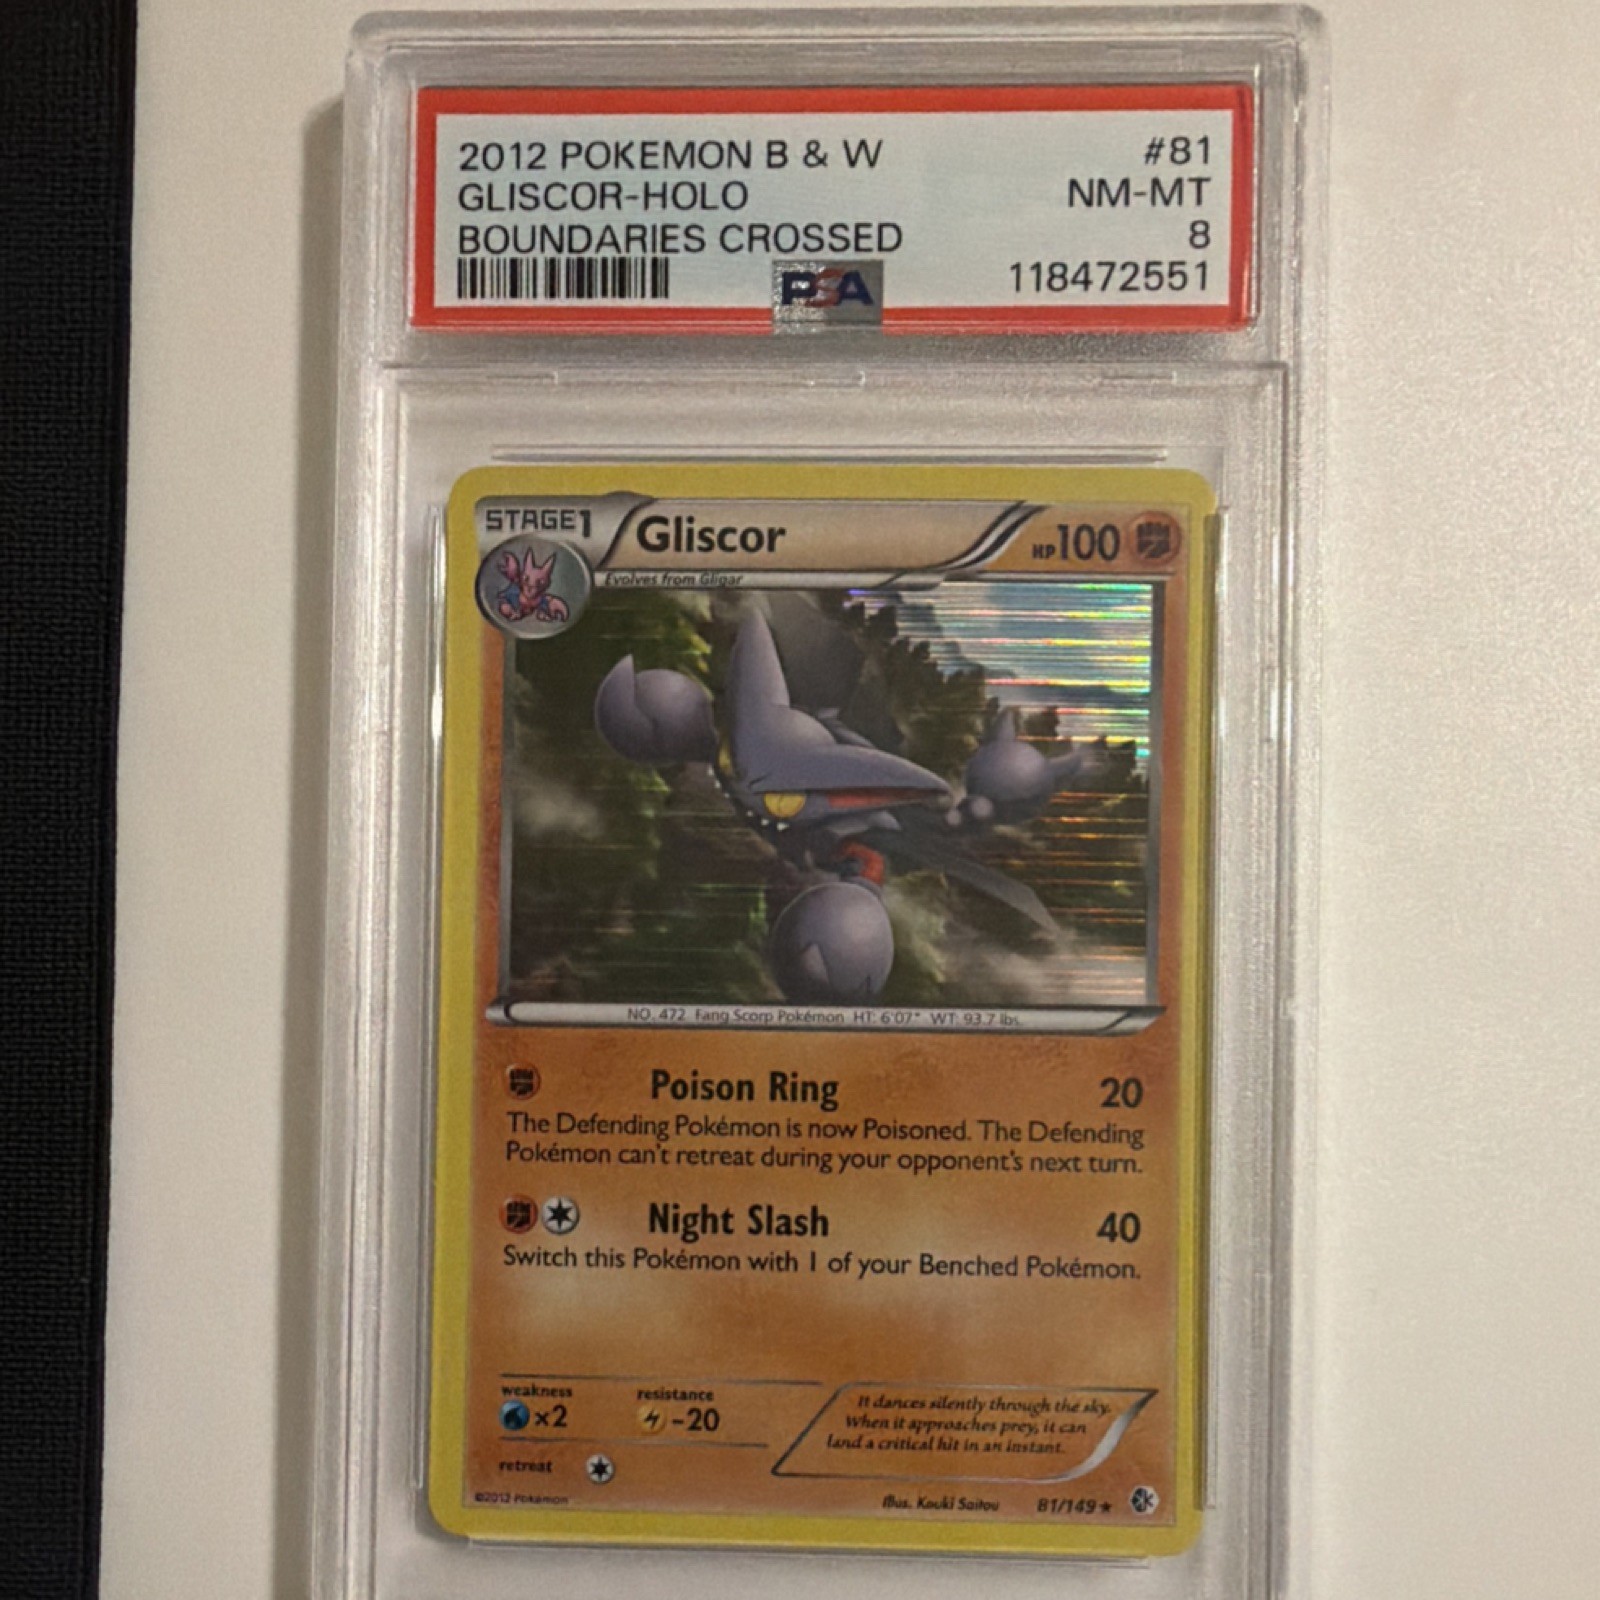 2012 POKEMON B & W #81
GLISCOR-HOLO NM-MT
BOUNDARIES CROSSED 8
PSA 118472551
STAGE1 Gliscor HP100
Evolves from Gligar
NO. 472 Fang Scorp Pokémon HT: 6'07" WT: 93.7 lbs.
Poison Ring 20
The Defending Pokémon is now Poisoned. The Defending
Pokémon can't retreat during your opponent's next turn.
Night Slash 40
Switch this Pokémon with 1 of your Benched Pokémon.
weakness resistance
×2 -20
retreat
It dances silently through the sky.
When it approaches prey, it can
land a critical hit in an instant.
©2012 Pokémon Illus. Kouki Saitou 81/149 ★